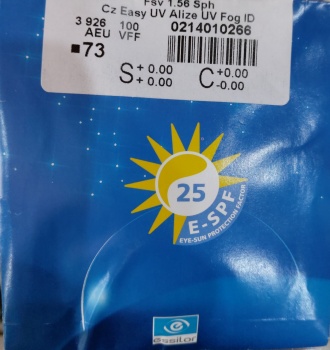 Fsv 1.56 Sph
Cz Easy UV Alize UV Fog ID
3 926 100 0214010266
AEU VFF
■73
S +0.00 C +0.00
+0.00 -0.00
25
E-SPF
EYE-SUN PROTECTION FACTOR
essilor